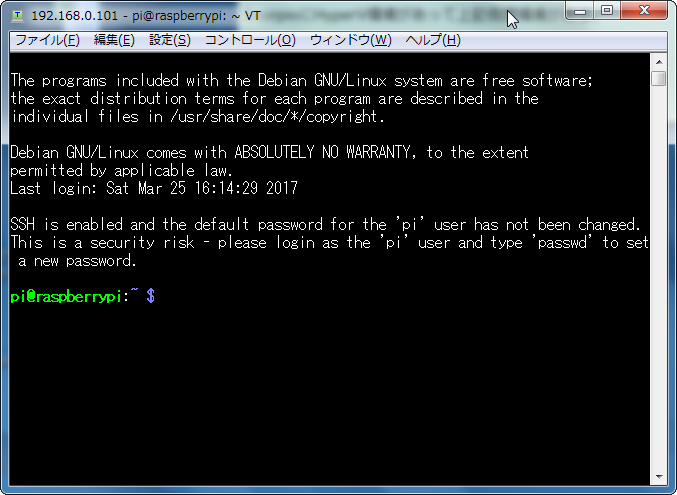 192.168.0.101 - pi@raspberrypi: ~ VT
ファイル(F) 編集(E) 設定(S) コントロール(O) ウィンドウ(W) ヘルプ(H)
The programs included with the Debian GNU/Linux system are free software;
the exact distribution terms for each program are described in the
individual files in /usr/share/doc/*/copyright.
Debian GNU/Linux comes with ABSOLUTELY NO WARRANTY, to the extent
permitted by applicable law.
Last login: Sat Mar 25 16:14:29 2017
SSH is enabled and the default password for the 'pi' user has not been changed.
This is a security risk - please login as the 'pi' user and type 'passwd' to set
a new password.
pi@raspberrypi:~ $